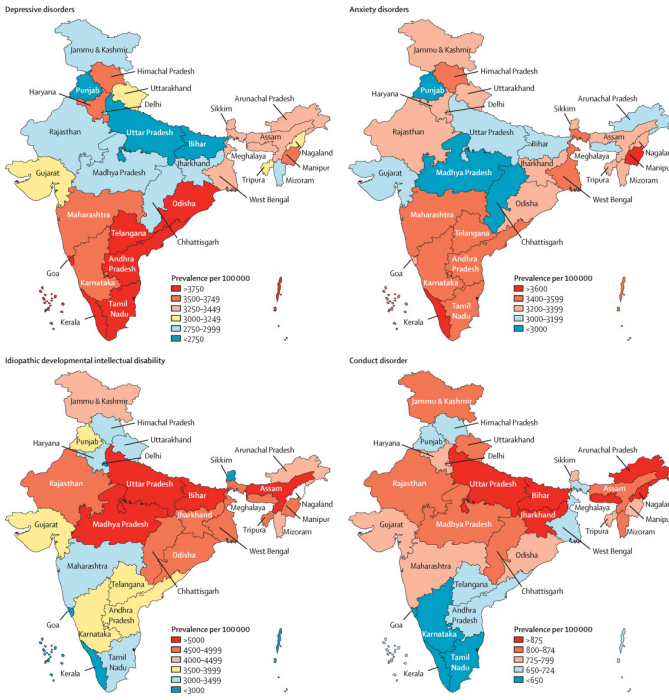 Depressive disorders
Jammu & Kashmir
Himachal Pradesh
Punjab
Uttarakhand
Haryana
Delhi
Arunachal Pradesh
Sikkim
Rajasthan
Uttar Pradesh
Assam
Bihar
Nagaland
Meghalaya
Manipur
Gujarat
Madhya Pradesh
Jharkhand
Tripura
Mizoram
West Bengal
Odisha
Maharashtra
Telangana
Chhattisgarh
Goa
Andhra
Pradesh
Karnataka
Tamil
Nadu
Kerala
Prevalence per 100 000
>3750
3500–3749
3250–3449
3000–3249
2750–2999
<2750
Anxiety disorders
Jammu & Kashmir
Himachal Pradesh
Punjab
Uttarakhand
Haryana
Delhi
Arunachal Pradesh
Sikkim
Rajasthan
Uttar Pradesh
Assam
Bihar
Nagaland
Meghalaya
Manipur
Gujarat
Madhya Pradesh
Jharkhand
Tripura
Mizoram
West Bengal
Odisha
Maharashtra
Telangana
Chhattisgarh
Goa
Andhra
Pradesh
Karnataka
Tamil
Nadu
Kerala
Prevalence per 100 000
>3600
3400–3599
3200–3399
3000–3199
<3000
Idiopathic developmental intellectual disability
Jammu & Kashmir
Himachal Pradesh
Punjab
Uttarakhand
Haryana
Delhi
Arunachal Pradesh
Sikkim
Rajasthan
Uttar Pradesh
Assam
Bihar
Nagaland
Meghalaya
Manipur
Gujarat
Madhya Pradesh
Jharkhand
Tripura
Mizoram
West Bengal
Odisha
Maharashtra
Telangana
Chhattisgarh
Goa
Andhra
Pradesh
Karnataka
Tamil
Nadu
Kerala
Prevalence per 100 000
>5000
4500–4999
4000–4499
3500–3999
3000–3499
<3000
Conduct disorder
Jammu & Kashmir
Himachal Pradesh
Punjab
Uttarakhand
Haryana
Delhi
Arunachal Pradesh
Sikkim
Rajasthan
Uttar Pradesh
Assam
Bihar
Nagaland
Meghalaya
Manipur
Gujarat
Madhya Pradesh
Jharkhand
Tripura
Mizoram
West Bengal
Odisha
Maharashtra
Telangana
Chhattisgarh
Goa
Andhra
Pradesh
Karnataka
Tamil
Nadu
Kerala
Prevalence per 100 000
>875
800–874
725–799
650–724
<650